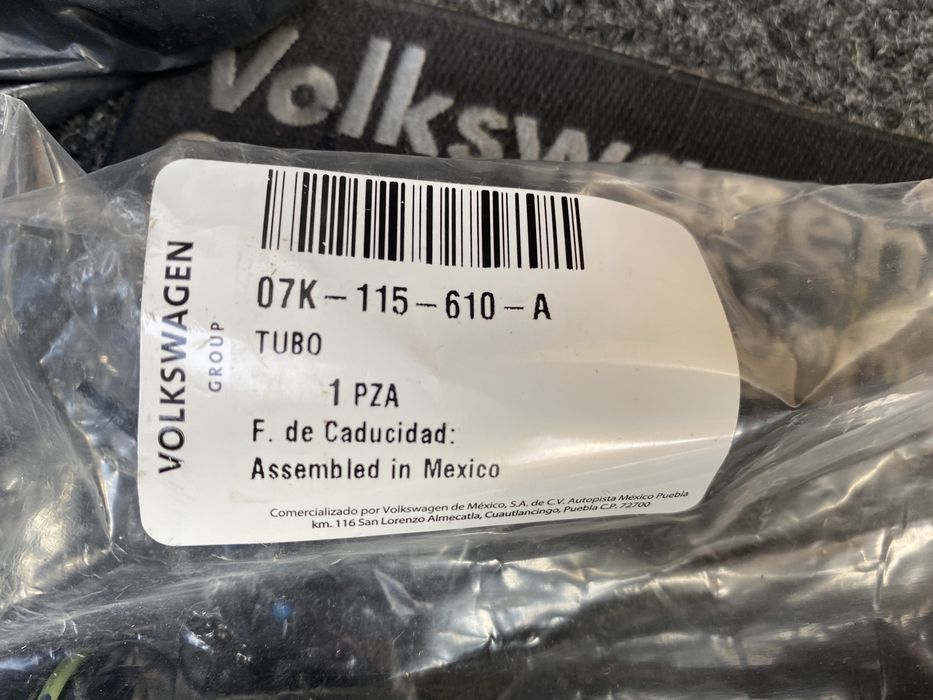 Volkswagen
VOLKSWAGEN
GROUP
07K-115-610-A
TUBO
1 PZA
F. de Caducidad:
Assembled in Mexico
Comercializado por Volkswagen de México, S.A. de C.V. Autopista México Puebla
km. 116 San Lorenzo Almecatla, Cuautlancingo, Puebla C.P. 72700